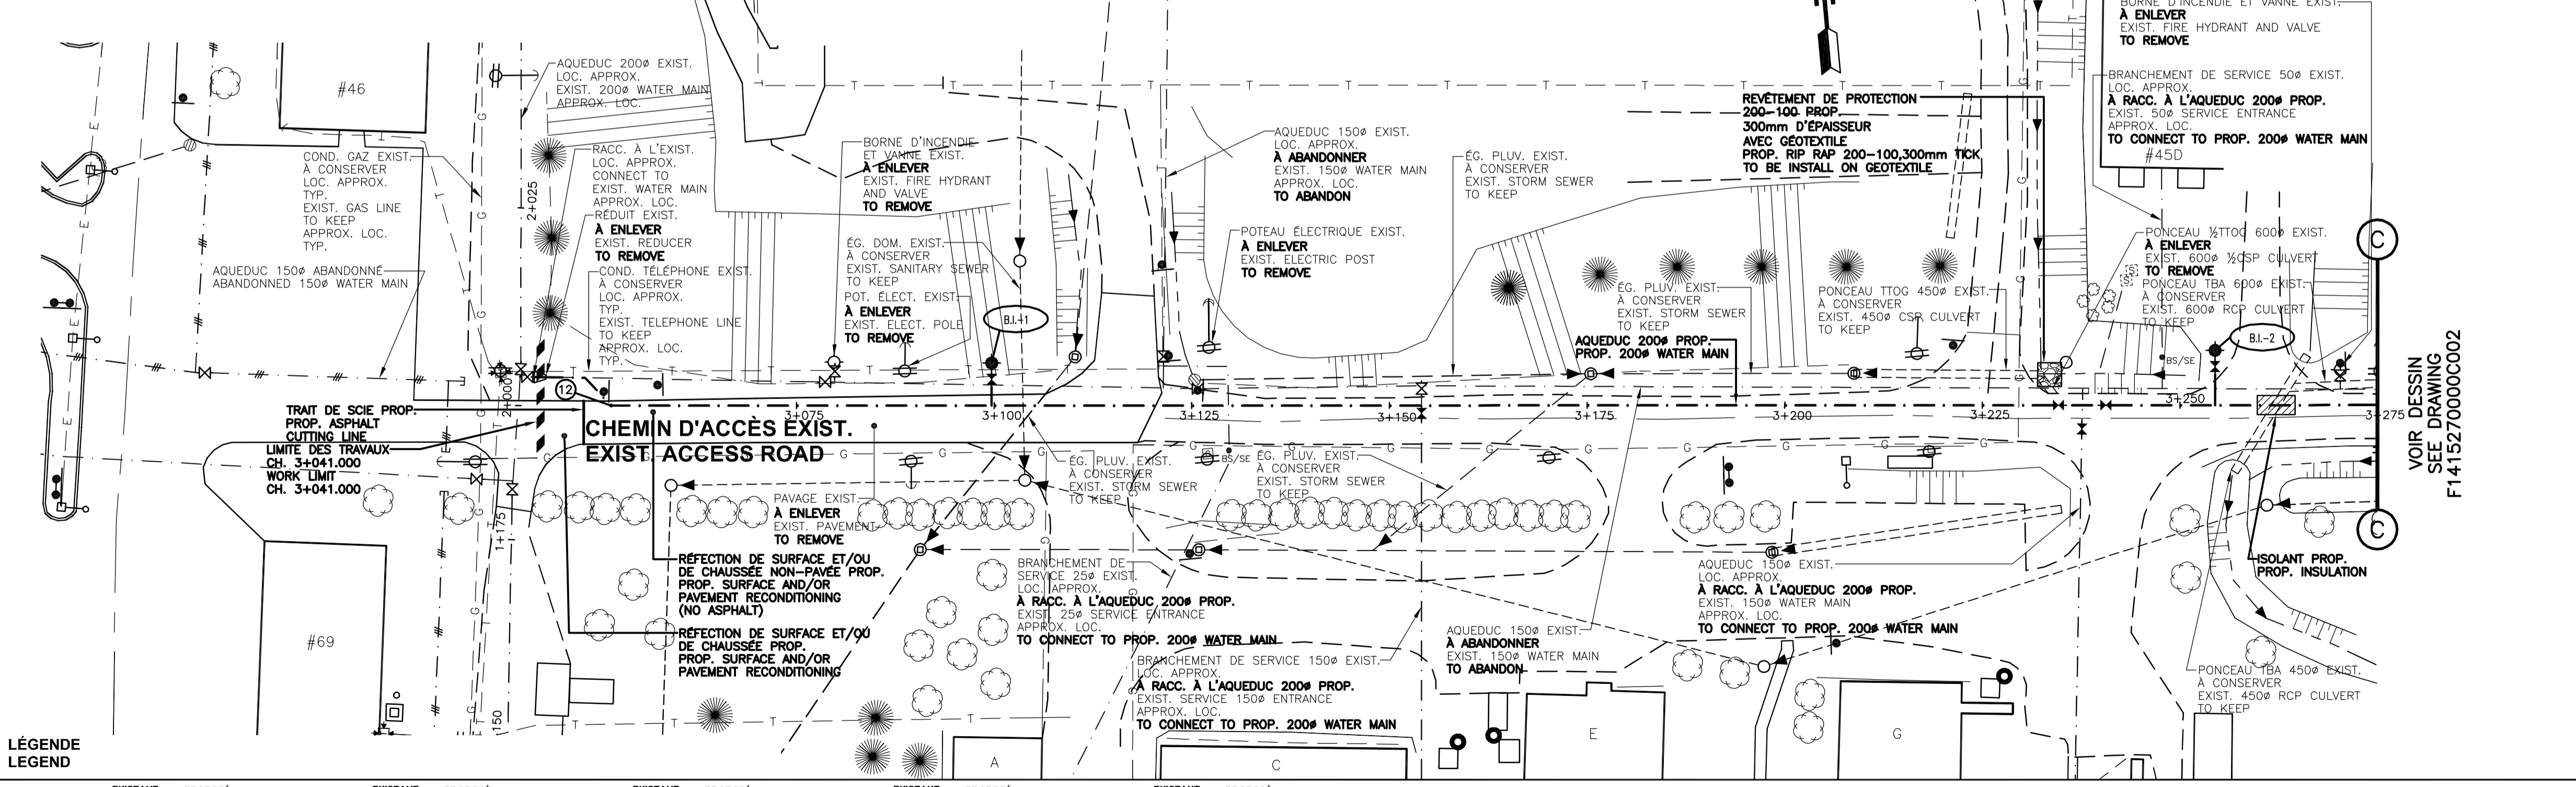 #46
AQUEDUC 200ø EXIST.
LOC. APPROX.
EXIST. 200ø WATER MAIN
APPROX. LOC.
COND. GAZ EXIST.
À CONSERVER
LOC. APPROX.
TYP.
EXIST. GAS LINE
TO KEEP
APPROX. LOC.
TYP.
AQUEDUC 150ø ABANDONNÉ
ABANDONNED 150ø WATER MAIN
2+025
RACC. À L'EXIST.
LOC. APPROX.
CONNECT TO
EXIST. WATER MAIN
APPROX. LOC.
RÉDUIT EXIST.
À ENLEVER
EXIST. REDUCER
TO REMOVE
COND. TÉLÉPHONE EXIST.
À CONSERVER
LOC. APPROX.
TYP.
EXIST. TELEPHONE LINE
TO KEEP
APPROX. LOC.
TYP.
BORNE D'INCENDIE
ET VANNE EXIST.
À ENLEVER
EXIST. FIRE HYDRANT
AND VALVE
TO REMOVE
ÉG. DOM. EXIST.
À CONSERVER
EXIST. SANITARY SEWER
TO KEEP
POT. ÉLECT. EXIST.
À ENLEVER
EXIST. ELECT. POLE
TO REMOVE
B.I.-1
AQUEDUC 150ø EXIST.
LOC. APPROX.
À ABANDONNER
EXIST. 150ø WATER MAIN
APPROX. LOC.
TO ABANDON
POTEAU ÉLECTRIQUE EXIST.
À ENLEVER
EXIST. ELECTRIC POST
TO REMOVE
ÉG. PLUV. EXIST.
À CONSERVER
EXIST. STORM SEWER
TO KEEP
ÉG. PLUV. EXIST.
À CONSERVER
EXIST. STORM SEWER
TO KEEP
AQUEDUC 200ø PROP.
PROP. 200ø WATER MAIN
REVÊTEMENT DE PROTECTION
200-100 PROP.
300mm D'ÉPAISSEUR
AVEC GÉOTEXTILE
PROP. RIP RAP 200-100,300mm TICK
TO BE INSTALL ON GEOTEXTILE
PONCEAU TTOG 450ø EXIST.
À CONSERVER
EXIST. 450ø CSP CULVERT
TO KEEP
BORNE D'INCENDIE ET VANNE EXIST.
À ENLEVER
EXIST. FIRE HYDRANT AND VALVE
TO REMOVE
BRANCHEMENT DE SERVICE 50ø EXIST.
LOC. APPROX.
À RACC. À L'AQUEDUC 200ø PROP.
EXIST. 50ø SERVICE ENTRANCE
APPROX. LOC.
TO CONNECT TO PROP. 200ø WATER MAIN
#45D
PONCEAU ½TTOG 600ø EXIST.
À ENLEVER
EXIST. 600ø ½CSP CULVERT
TO REMOVE
PONCEAU TBA 600ø EXIST.
À CONSERVER
EXIST. 600ø RCP CULVERT
TO KEEP
B.I.-2
BS/SE
C
VOIR DESSIN
SEE DRAWING
F1415270000C002
C
12
2+000
3+075
3+100
3+125
3+150
3+175
3+200
3+225
3+250
3+275
TRAIT DE SCIE PROP.
PROP. ASPHALT
CUTTING LINE
LIMITE DES TRAVAUX
CH. 3+041.000
WORK LIMIT
CH. 3+041.000
CHEMIN D'ACCÈS EXIST.
EXIST. ACCESS ROAD
PAVAGE EXIST.
À ENLEVER
EXIST. PAVEMENT
TO REMOVE
RÉFECTION DE SURFACE ET/OU
DE CHAUSSÉE NON-PAVÉE PROP.
PROP. SURFACE AND/OR
PAVEMENT RECONDITIONING
(NO ASPHALT)
RÉFECTION DE SURFACE ET/OU
DE CHAUSSÉE PROP.
PROP. SURFACE AND/OR
PAVEMENT RECONDITIONING
ÉG. PLUV. EXIST.
À CONSERVER
EXIST. STORM SEWER
TO KEEP
BS/SE
ÉG. PLUV. EXIST.
À CONSERVER
EXIST. STORM SEWER
TO KEEP
BRANCHEMENT DE
SERVICE 25ø EXIST.
LOC. APPROX.
À RACC. À L'AQUEDUC 200ø PROP.
EXIST. 25ø SERVICE ENTRANCE
APPROX. LOC.
TO CONNECT TO PROP. 200ø WATER MAIN
BRANCHEMENT DE SERVICE 150ø EXIST.
LOC. APPROX.
À RACC. À L'AQUEDUC 200ø PROP.
EXIST. SERVICE 150ø ENTRANCE
APPROX. LOC.
TO CONNECT TO PROP. 200ø WATER MAIN
AQUEDUC 150ø EXIST.
À ABANDONNER
EXIST. 150ø WATER MAIN
TO ABANDON
AQUEDUC 150ø EXIST.
LOC. APPROX.
À RACC. À L'AQUEDUC 200ø PROP.
EXIST. 150ø WATER MAIN
APPROX. LOC.
TO CONNECT TO PROP. 200ø WATER MAIN
ISOLANT PROP.
PROP. INSULATION
PONCEAU TBA 450ø EXIST.
À CONSERVER
EXIST. 450ø RCP CULVERT
TO KEEP
1+175
150
#69
A
C
E
G
LÉGENDE
LEGEND